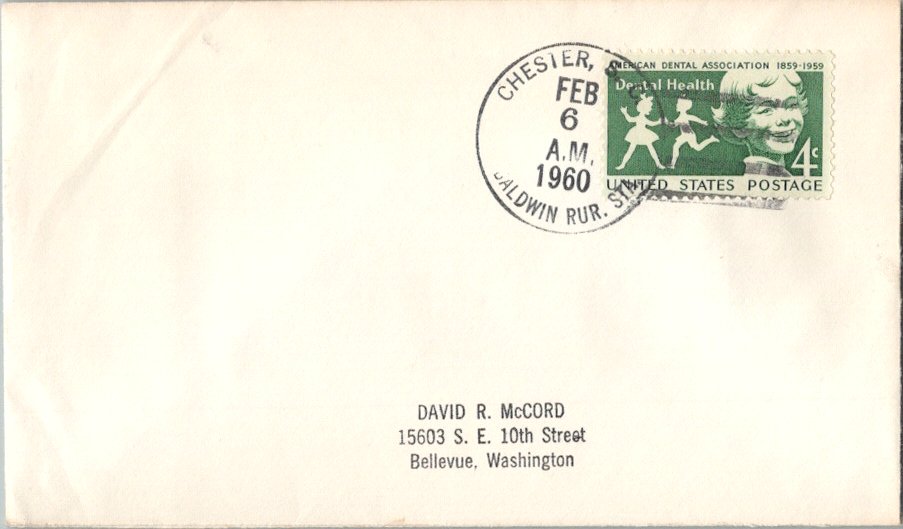 CHESTER, S. C.
FEB
6
A.M.
1960
BALDWIN RUR. STA.
AMERICAN DENTAL ASSOCIATION 1859-1959
Dental Health
4c
UNITED STATES POSTAGE
DAVID R. McCORD
15603 S. E. 10th Street
Bellevue, Washington